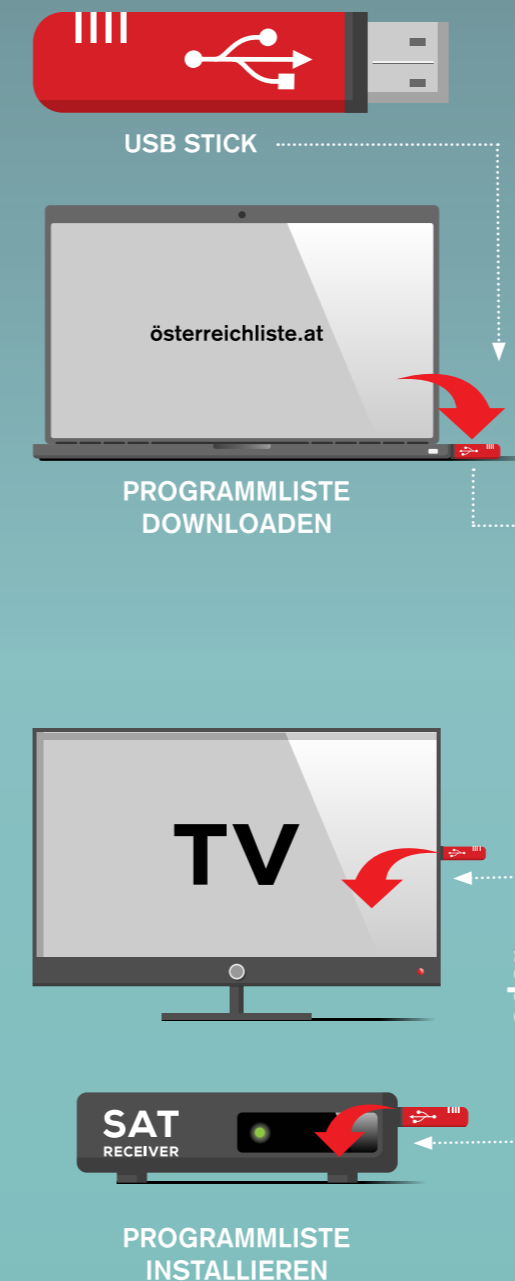 USB STICK
österreichliste.at
PROGRAMMLISTE
DOWNLOADEN
TV
SAT
RECEIVER
PROGRAMMLISTE
INSTALLIEREN